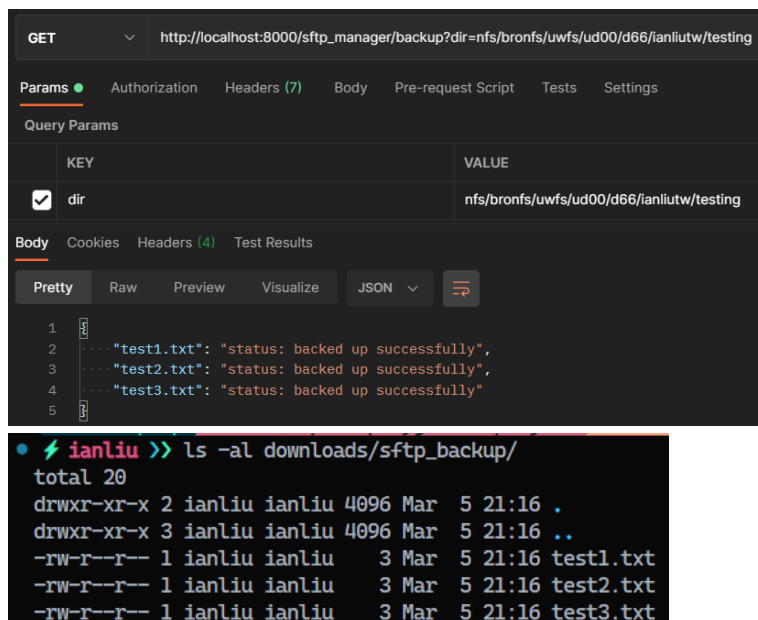 GET http://localhost:8000/sftp_manager/backup?dir=nfs/bronfs/uwfs/ud00/d66/ianliutw/testing
Params Authorization Headers (7) Body Pre-request Script Tests Settings
Query Params
KEY VALUE
dir nfs/bronfs/uwfs/ud00/d66/ianliutw/testing
Body Cookies Headers (4) Test Results
Pretty Raw Preview Visualize JSON
1 {
2 "test1.txt": "status: backed up successfully",
3 "test2.txt": "status: backed up successfully",
4 "test3.txt": "status: backed up successfully"
5 }
ianliu >> ls -al downloads/sftp_backup/
total 20
drwxr-xr-x 2 ianliu ianliu 4096 Mar 5 21:16 .
drwxr-xr-x 3 ianliu ianliu 4096 Mar 5 21:16 ..
-rw-r--r-- 1 ianliu ianliu 3 Mar 5 21:16 test1.txt
-rw-r--r-- 1 ianliu ianliu 3 Mar 5 21:16 test2.txt
-rw-r--r-- 1 ianliu ianliu 3 Mar 5 21:16 test3.txt